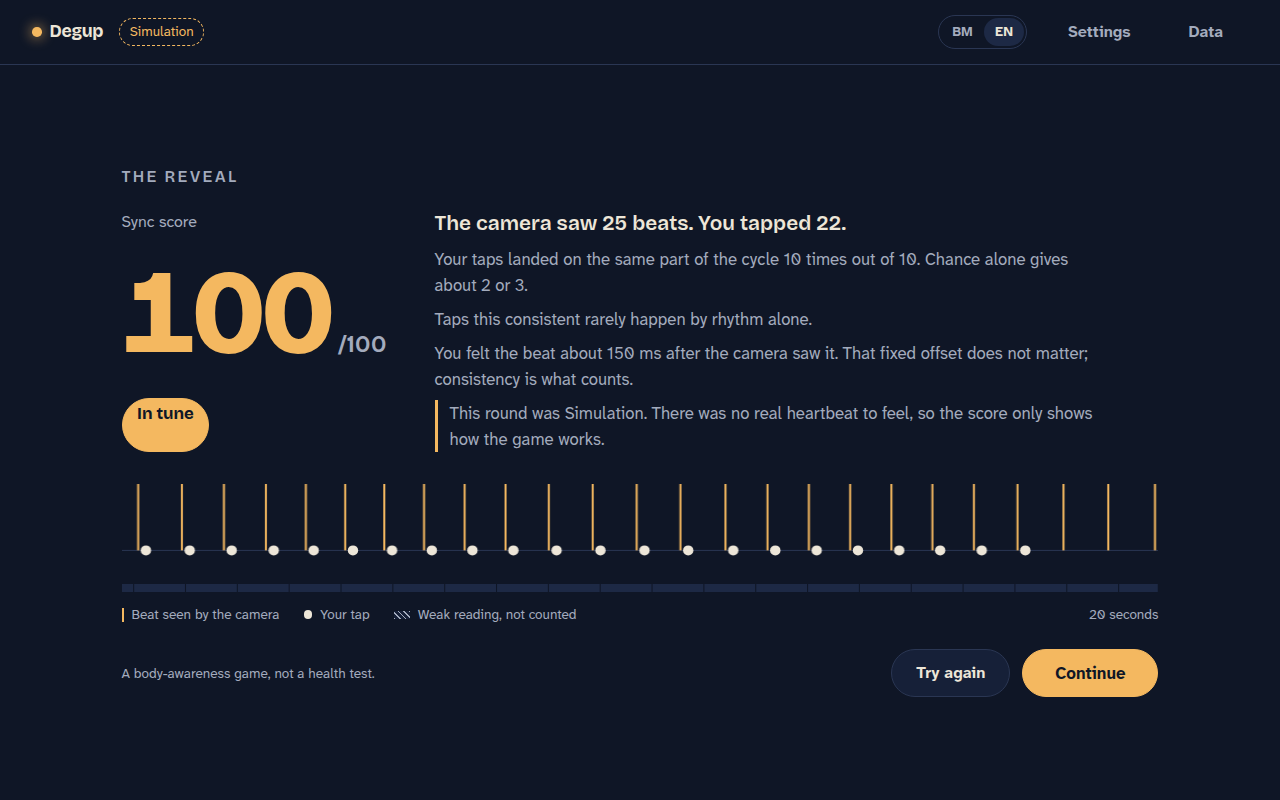 Degup
Simulation
BM
EN
Settings
Data
THE REVEAL
Sync score
100 /100
In tune
The camera saw 25 beats. You tapped 22.
Your taps landed on the same part of the cycle 10 times out of 10. Chance alone gives
about 2 or 3.
Taps this consistent rarely happen by rhythm alone.
You felt the beat about 150 ms after the camera saw it. That fixed offset does not matter;
consistency is what counts.
This round was Simulation. There was no real heartbeat to feel, so the score only shows
how the game works.
Beat seen by the camera
Your tap
Weak reading, not counted
20 seconds
A body-awareness game, not a health test.
Try again
Continue